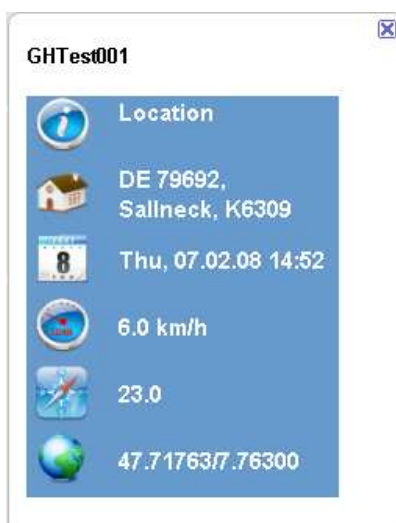 GHTest001
Location
DE 79692,
Sallneck, K6309
8
Thu, 07.02.08 14:52
6.0 km/h
23.0
47.71763/7.76300